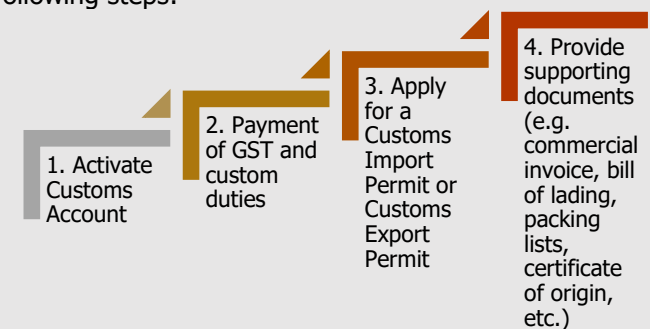 following steps:
1. Activate
Customs
Account
2. Payment
of GST and
custom
duties
3. Apply
for a
Customs
Import
Permit or
Customs
Export
Permit
4. Provide
supporting
documents
(e.g.
commercial
invoice, bill
of lading,
packing
lists,
certificate
of origin,
etc.)